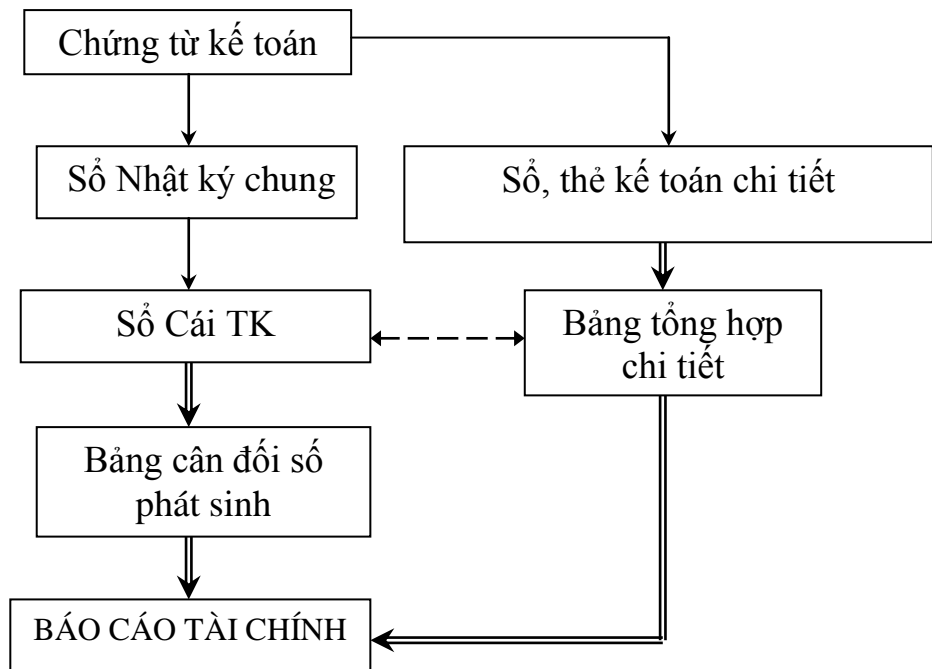 Chứng từ kế toán
Sổ Nhật ký chung
Sổ, thẻ kế toán chi tiết
Sổ Cái TK
Bảng tổng hợp
chi tiết
Bảng cân đối số
phát sinh
BÁO CÁO TÀI CHÍNH